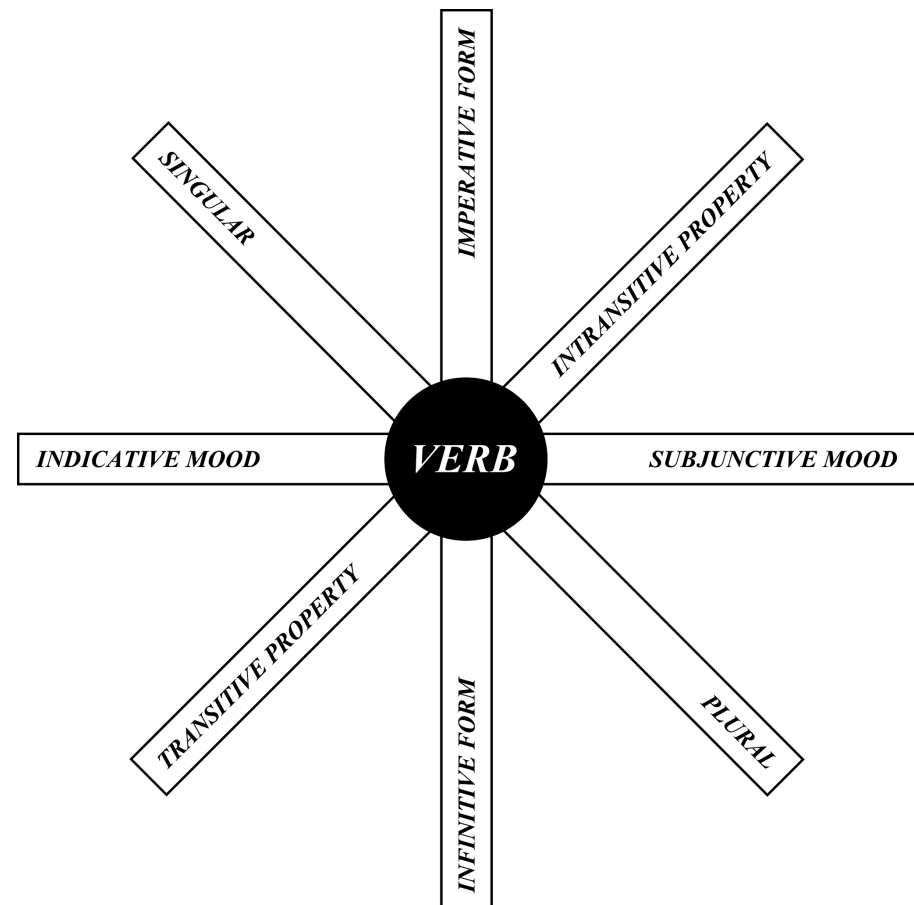 IMPERATIVE FORM
SINGULAR
INTRANSITIVE PROPERTY
INDICATIVE MOOD
VERB
SUBJUNCTIVE MOOD
TRANSITIVE PROPERTY
INFINITIVE FORM
PLURAL